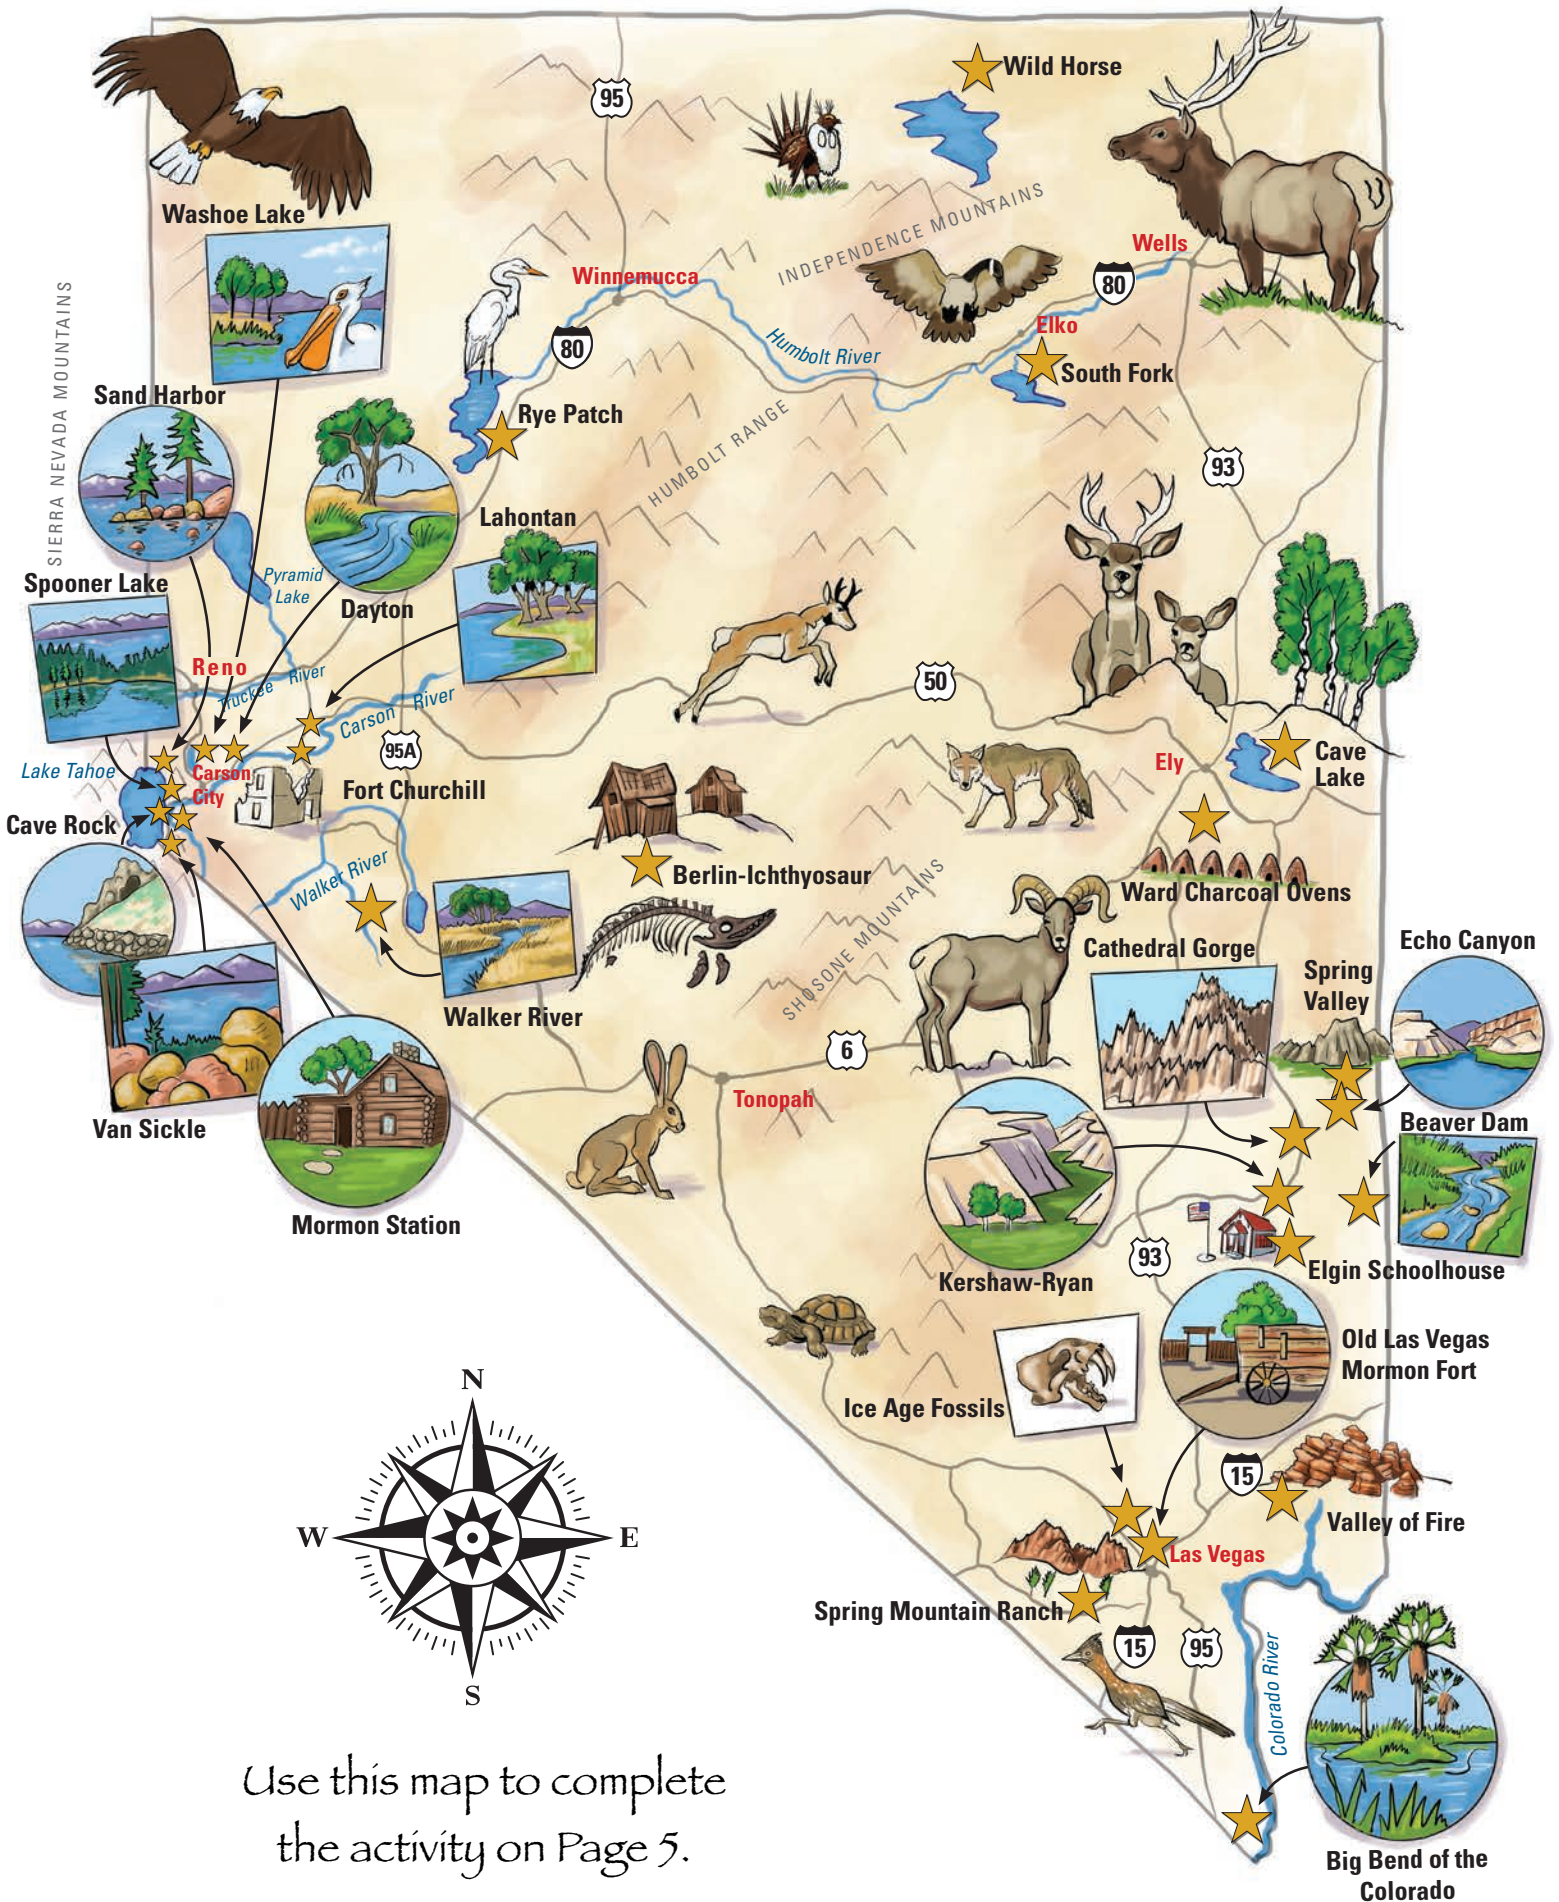 95
Wild Horse
Washoe Lake
SIERRA NEVADA MOUNTAINS
INDEPENDENCE MOUNTAINS
Wells
Winnemucca
80
80
Elko
Humbolt River
South Fork
Sand Harbor
Rye Patch
HUMBOLT RANGE
93
Lahontan
Spooner Lake
Pyramid
Lake
Dayton
Reno
Truckee River
Carson River
50
95A
Lake Tahoe
Carson
City
Fort Churchill
Ely
Cave
Lake
Cave Rock
Walker River
Berlin-Ichthyosaur
SHOSONE MOUNTAINS
Ward Charcoal Ovens
Cathedral Gorge
Echo Canyon
Spring
Valley
Walker River
6
Tonopah
Van Sickle
Beaver Dam
Mormon Station
Kershaw-Ryan
93
Elgin Schoolhouse
Old Las Vegas
Mormon Fort
Ice Age Fossils
15
Valley of Fire
Las Vegas
Spring Mountain Ranch
15
95
Colorado River
Big Bend of the
Colorado
N
W
E
S
Use this map to complete
the activity on Page 5.